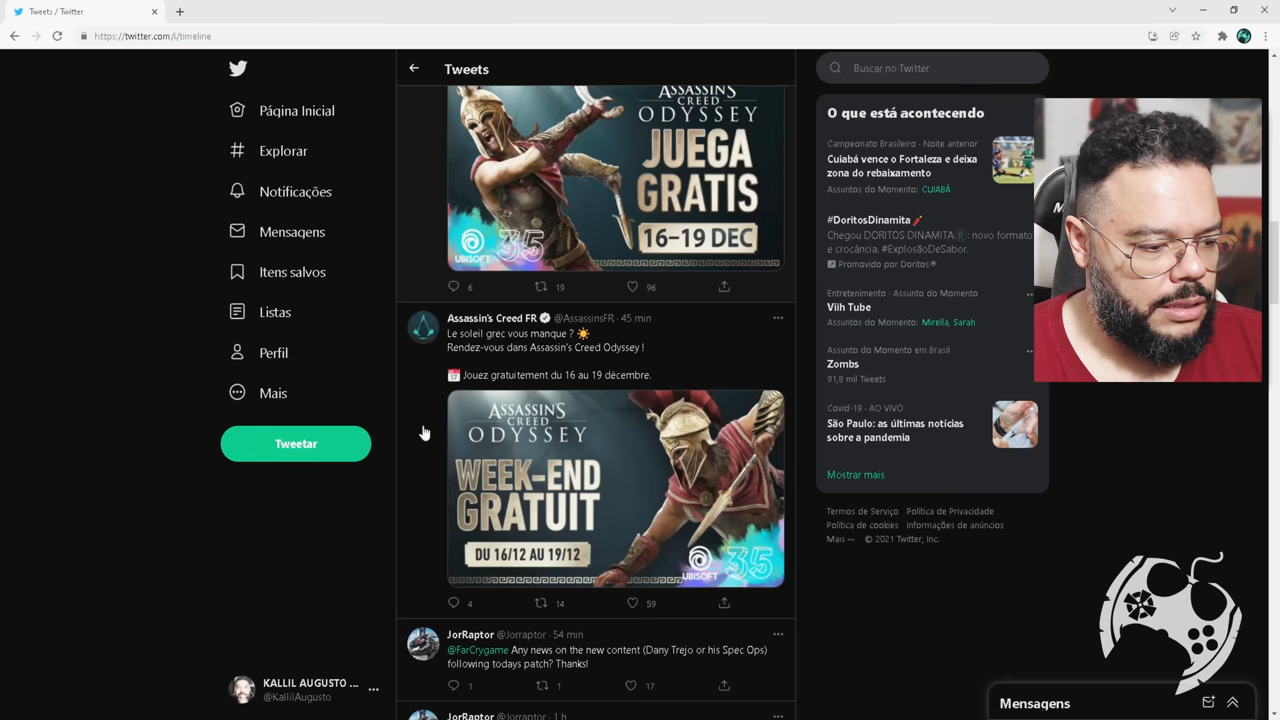 Tweets / Twitter
https://twitter.com/i/timeline
Página Inicial
Explorar
Notificações
Mensagens
Itens salvos
Listas
Perfil
Mais
Tweetar
KALLIL AUGUSTO ...
@KallilAugusto
Tweets
ASSASSIN'S
CREED
ODYSSEY
JUEGA
GRATIS
16-19 DEC
UBISOFT
35
6 19 96
Assassin's Creed FR @AssassinsFR · 45 min
Le soleil grec vous manque ? ☀️
Rendez-vous dans Assassin's Creed Odyssey !
📅 Jouez gratuitement du 16 au 19 décembre.
ASSASSIN'S
CREED
ODYSSEY
WEEK-END
GRATUIT
DU 16/12 AU 19/12
UBISOFT
35
4 14 59
JorRaptor @Jorraptor · 54 min
@FarCrygame Any news on the new content (Dany Trejo or his Spec Ops)
following todays patch? Thanks!
1 1 17
JorRaptor @Jorraptor · 1 h
Buscar no Twitter
O que está acontecendo
Campeonato Brasileiro · Noite anterior
Cuiabá vence o Fortaleza e deixa
zona do rebaixamento
Assuntos do Momento: CUIABÁ
#DoritosDinamita🧨
Chegou DORITOS DINAMITA🇷: novo formato
e crocância. #ExplosãoDeSabor.
Promovido por Doritos®
Entretenimento · Assunto do Momento
Viih Tube
Assuntos do Momento: Mirella, Sarah
Assunto do Momento em Brasil
Zombs
91,8 mil Tweets
Covid-19 · AO VIVO
São Paulo: as últimas notícias
sobre a pandemia
Mostrar mais
Termos de Serviço Política de Privacidade
Política de cookies Informações de anúncios
Mais ··· © 2021 Twitter, Inc.
Mensagens